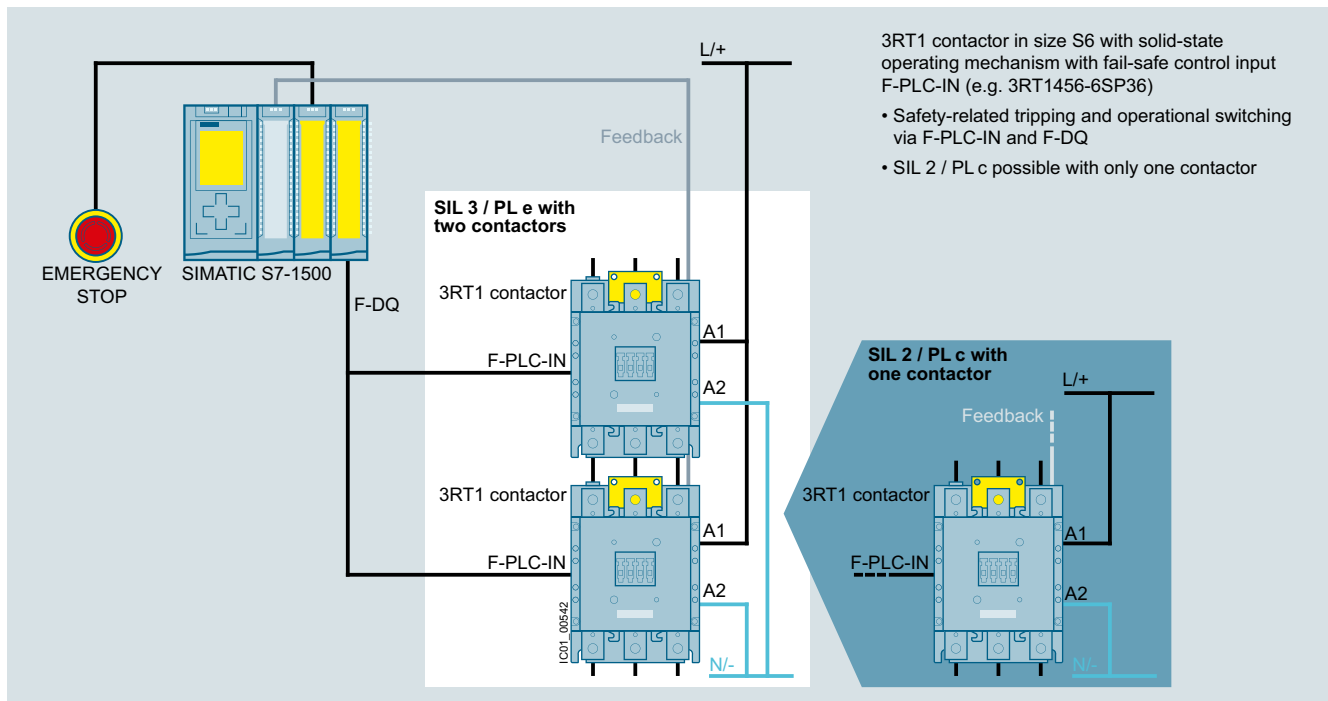 L/+
3RT1 contactor in size S6 with solid-state
operating mechanism with fail-safe control input
F-PLC-IN (e.g. 3RT1456-6SP36)
• Safety-related tripping and operational switching
via F-PLC-IN and F-DQ
• SIL 2 / PL c possible with only one contactor
Feedback
EMERGENCY
STOP
SIMATIC S7-1500
F-DQ
SIL 3 / PL e with
two contactors
3RT1 contactor
A1
F-PLC-IN
A2
3RT1 contactor
A1
F-PLC-IN
A2
IC01_00542
N/-
SIL 2 / PL c with
one contactor
L/+
Feedback
3RT1 contactor
A1
F-PLC-IN
A2
N/-